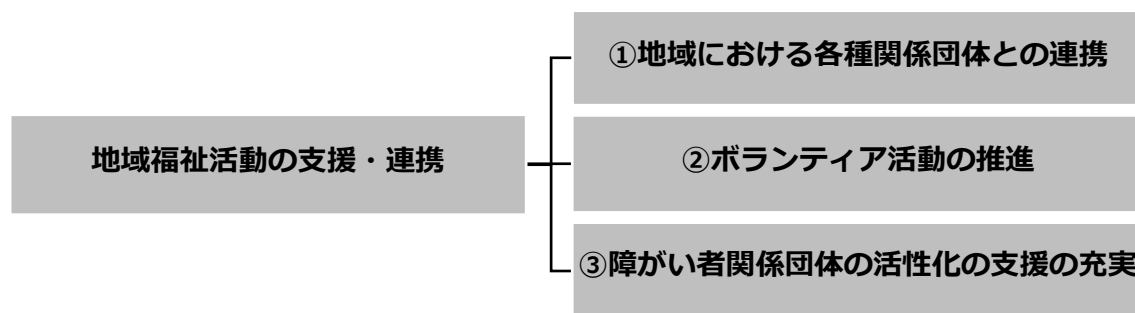 地域福祉活動の支援・連携
①地域における各種関係団体との連携
②ボランティア活動の推進
③障がい者関係団体の活性化の支援の充実